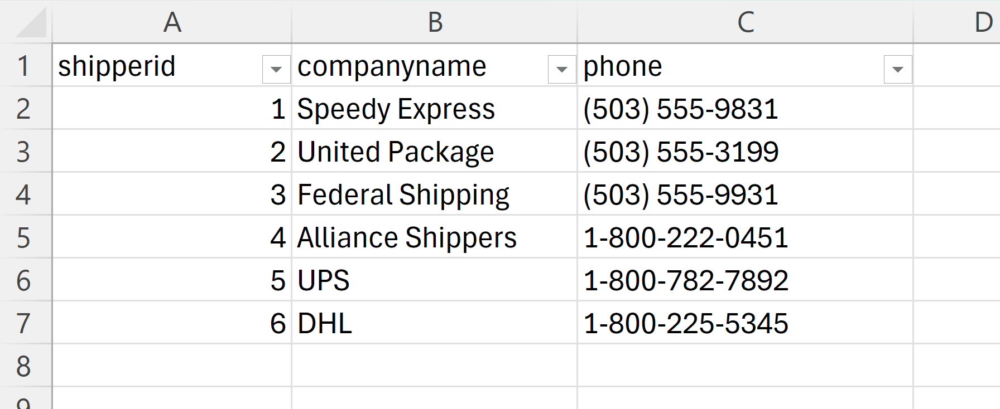 A B C D
1 shipperid companyname phone
2 1 Speedy Express (503) 555-9831
3 2 United Package (503) 555-3199
4 3 Federal Shipping (503) 555-9931
5 4 Alliance Shippers 1-800-222-0451
6 5 UPS 1-800-782-7892
7 6 DHL 1-800-225-5345
8
9